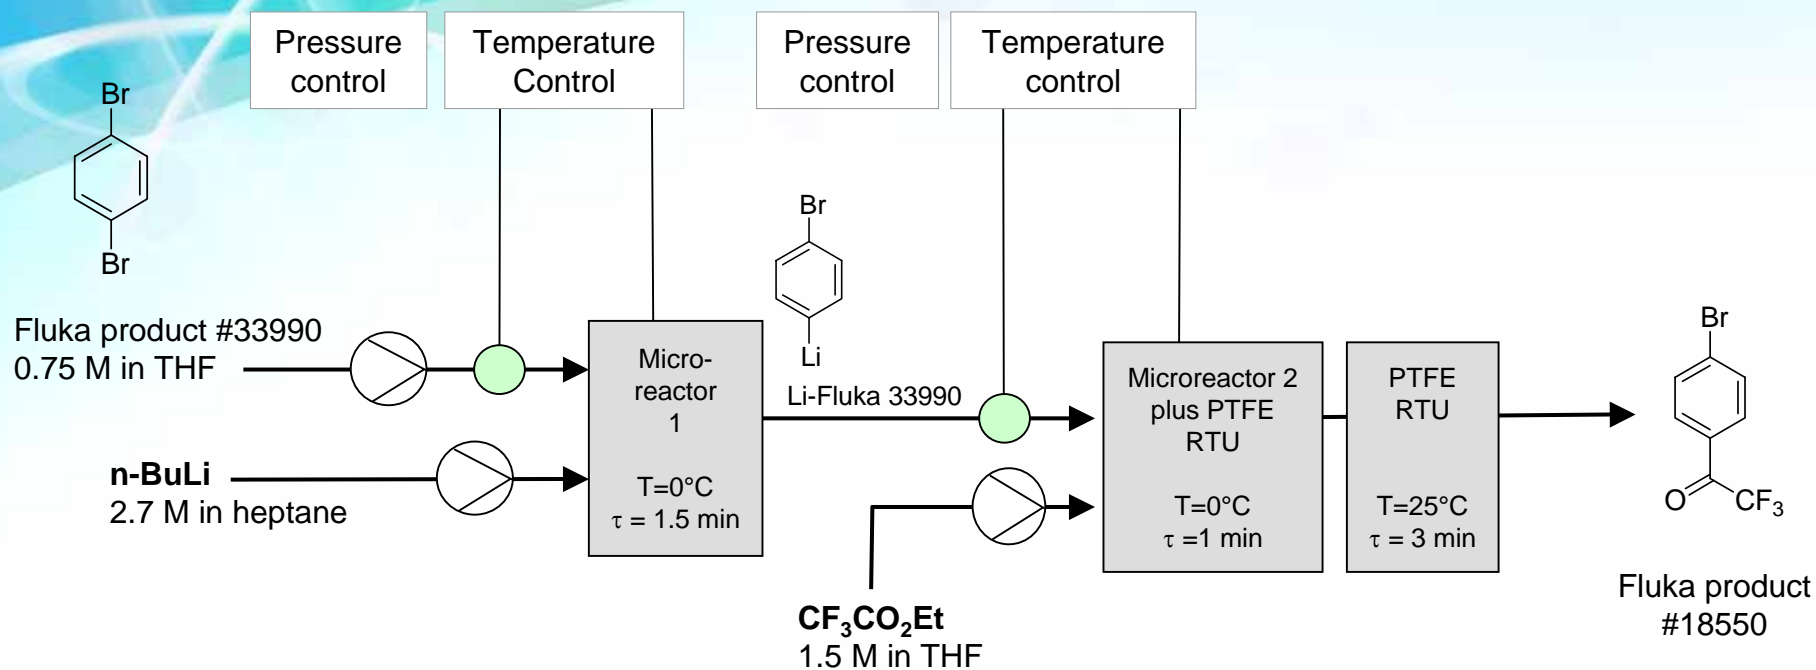 Pressure
control
Temperature
Control
Pressure
control
Temperature
control
Br
Br
Fluka product #33990
0.75 M in THF
n-BuLi
2.7 M in heptane
Micro-
reactor
1
T=0°C
τ = 1.5 min
Br
Li
Li-Fluka 33990
CF₃CO₂Et
1.5 M in THF
Microreactor 2
plus PTFE
RTU
T=0°C
τ =1 min
PTFE
RTU
T=25°C
τ = 3 min
Br
O
CF₃
Fluka product
#18550